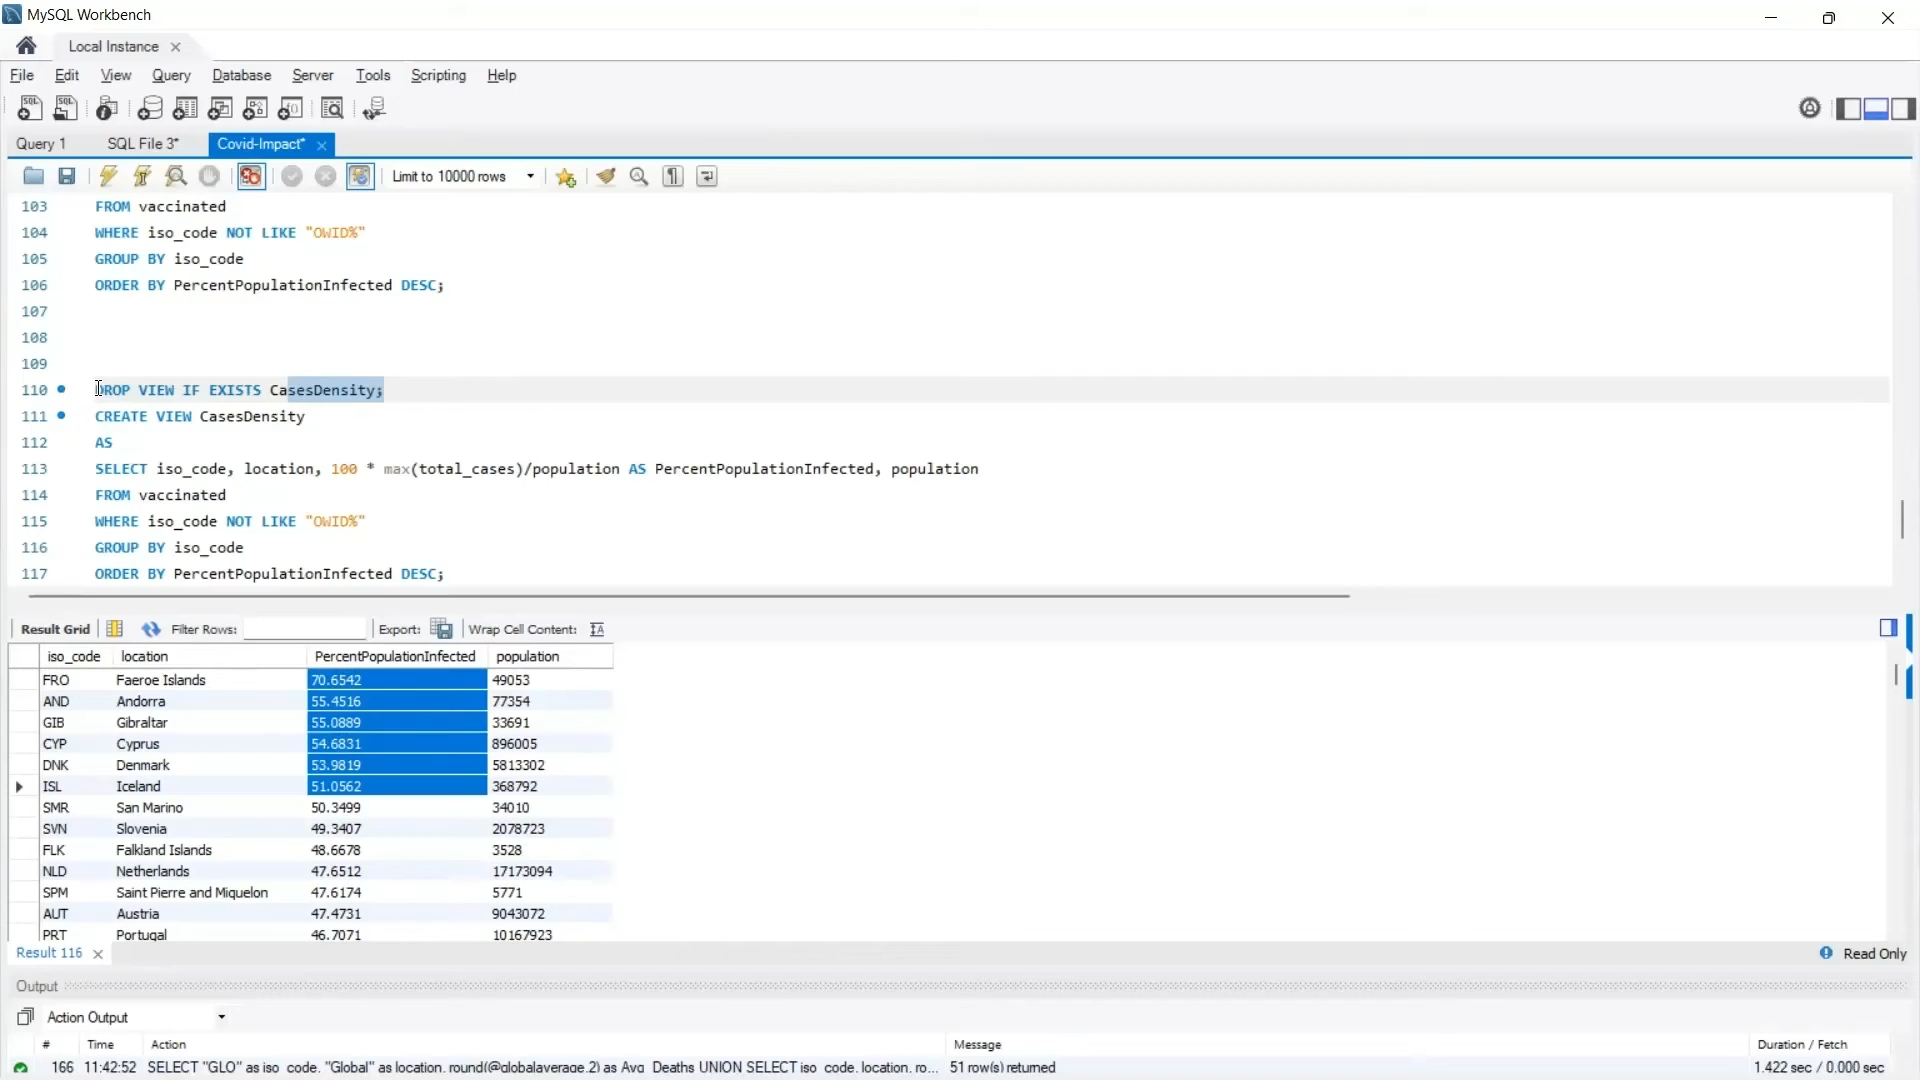 MySQL Workbench
Local Instance
File Edit View Query Database Server Tools Scripting Help
Query 1 SQL File 3* Covid-Impact*
Limit to 10000 rows
103 FROM vaccinated
104 WHERE iso_code NOT LIKE "OWID%"
105 GROUP BY iso_code
106 ORDER BY PercentPopulationInfected DESC;
107
108
109
110 DROP VIEW IF EXISTS CasesDensity;
111 CREATE VIEW CasesDensity
112 AS
113 SELECT iso_code, location, 100 * max(total_cases)/population AS PercentPopulationInfected, population
114 FROM vaccinated
115 WHERE iso_code NOT LIKE "OWID%"
116 GROUP BY iso_code
117 ORDER BY PercentPopulationInfected DESC;
Result Grid Filter Rows: Export: Wrap Cell Content:
iso_code location PercentPopulationInfected population
FRO Faeroe Islands 70.6542 49053
AND Andorra 55.4516 77354
GIB Gibraltar 55.0889 33691
CYP Cyprus 54.6831 896005
DNK Denmark 53.9819 5813302
ISL Iceland 51.0562 368792
SMR San Marino 50.3499 34010
SVN Slovenia 49.3407 2078723
FLK Falkland Islands 48.6678 3528
NLD Netherlands 47.6512 17173094
SPM Saint Pierre and Miquelon 47.6174 5771
AUT Austria 47.4731 9043072
PRT Portugal 46.7071 10167923
Result 116 Read Only
Output
Action Output
# Time Action Message Duration / Fetch
166 11:42:52 SELECT "GLO" as iso_code, "Global" as location, round(@globalaverage,2) as Avg_Deaths UNION SELECT iso_code, location, ro... 51 row(s) returned 1.422 sec / 0.000 sec